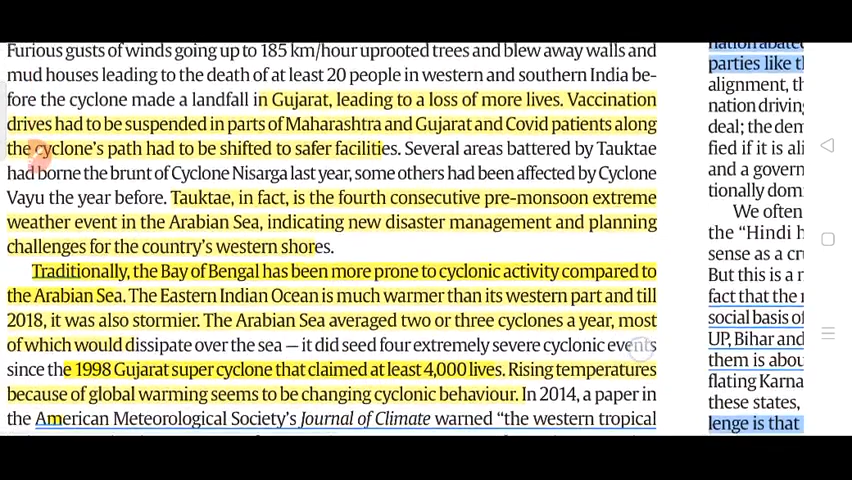 Furious gusts of winds going up to 185 km/hour uprooted trees and blew away walls and
mud houses leading to the death of at least 20 people in western and southern India be-
fore the cyclone made a landfall in Gujarat, leading to a loss of more lives. Vaccination
drives had to be suspended in parts of Maharashtra and Gujarat and Covid patients along
the cyclone's path had to be shifted to safer facilities. Several areas battered by Tauktae
had borne the brunt of Cyclone Nisarga last year, some others had been affected by Cyclone
Vayu the year before. Tauktae, in fact, is the fourth consecutive pre-monsoon extreme
weather event in the Arabian Sea, indicating new disaster management and planning
challenges for the country's western shores.
Traditionally, the Bay of Bengal has been more prone to cyclonic activity compared to
the Arabian Sea. The Eastern Indian Ocean is much warmer than its western part and till
2018, it was also stormier. The Arabian Sea averaged two or three cyclones a year, most
of which would dissipate over the sea — it did seed four extremely severe cyclonic events
since the 1998 Gujarat super cyclone that claimed at least 4,000 lives. Rising temperatures
because of global warming seems to be changing cyclonic behaviour. In 2014, a paper in
the American Meteorological Society's Journal of Climate warned "the western tropical
parties like t
alignment, th
nation driving
deal; the dem
fied if it is ali
and a govern
tionally dom
We often
the "Hindi h
sense as a cru
But this is a r
fact that the
social basis of
UP, Bihar and
them is abou
flating Karna
these states,
lenge is that